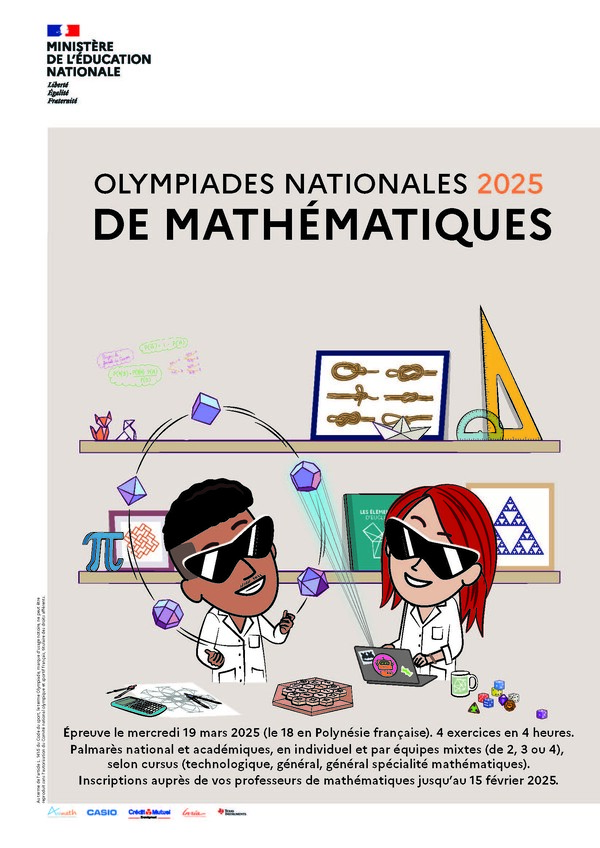 MINISTÈRE
DE L'ÉDUCATION
NATIONALE
Liberté
Égalité
Fraternité
OLYMPIADES NATIONALES 2025
DE MATHÉMATIQUES
LES ÉLÉMENTS
D'EUCLIDE
Épreuve le mercredi 19 mars 2025 (le 18 en Polynésie française). 4 exercices en 4 heures.
Palmarès national et académiques, en individuel et par équipes mixtes (de 2, 3 ou 4),
selon cursus (technologique, général, général spécialité mathématiques).
Inscriptions auprès de vos professeurs de mathématiques jusqu'au 15 février 2025.
CASIO
Crédit Mutuel
Enseignant
Inria
TEXAS
INSTRUMENTS